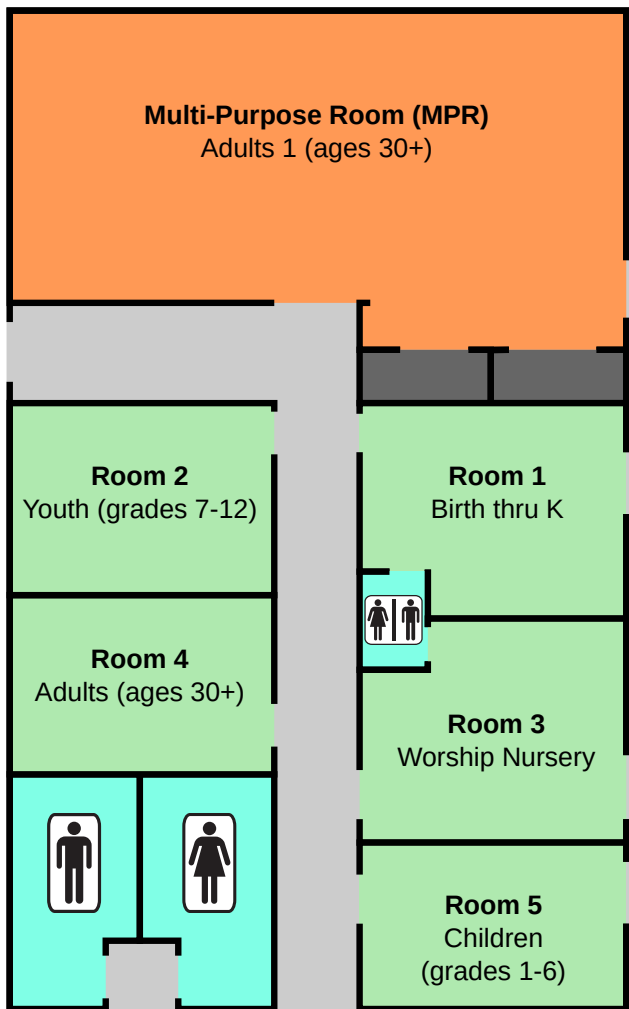 Multi-Purpose Room (MPR)
Adults 1 (ages 30+)
Room 2
Youth (grades 7-12)
Room 1
Birth thru K
Room 4
Adults (ages 30+)
Room 3
Worship Nursery
Room 5
Children
(grades 1-6)